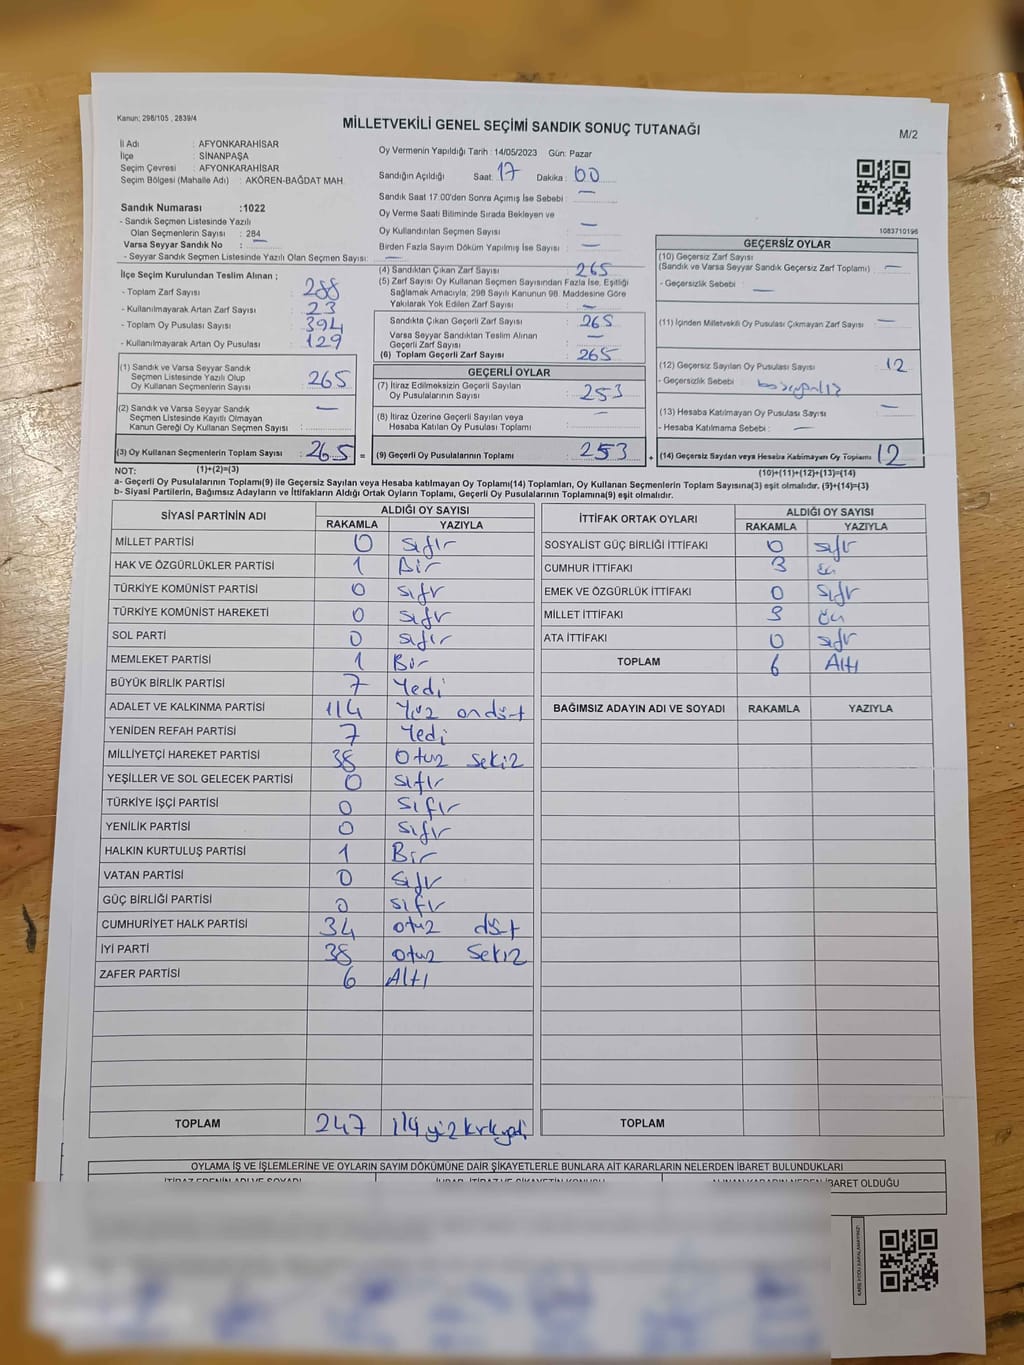 Kanun; 298/105 , 2839/4
MİLLETVEKİLİ GENEL SEÇİMİ SANDIK SONUÇ TUTANAĞI
M/2
İl Adı : AFYONKARAHİSAR
İlçe : SİNANPAŞA
Seçim Çevresi : AFYONKARAHİSAR
Seçim Bölgesi (Mahalle Adı) : AKÖREN-BAĞDAT MAH.
Oy Vermenin Yapıldığı Tarih : 14/05/2023 Gün: Pazar
Sandığın Açıldığı Saat: 17 Dakika: 00
Sandık Saat 17:00'den Sonra Açımış İse Sebebi : —
Oy Verme Saati Biliminde Sırada Bekleyen ve
Oy Kullandırılan Seçmen Sayısı : —
Birden Fazla Sayım Döküm Yapılmış İse Sayısı : —
Sandık Numarası :1022
- Sandık Seçmen Listesinde Yazılı
Olan Seçmenlerin Sayısı : 284
Varsa Seyyar Sandık No : —
- Seyyar Sandık Seçmen Listesinde Yazılı Olan Seçmen Sayısı: —
1083710196
İlçe Seçim Kurulundan Teslim Alınan ;
- Toplam Zarf Sayısı : 288
- Kullanılmayarak Artan Zarf Sayısı : 23
- Toplam Oy Pusulası Sayısı : 394
- Kullanılmayarak Artan Oy Pusulası : 129
(1) Sandık ve Varsa Seyyar Sandık
Seçmen Listesinde Yazılı Olup
Oy Kullanan Seçmenlerin Sayısı : 265
(2) Sandık ve Varsa Seyyar Sandık
Seçmen Listesinde Kayıtlı Olmayan
Kanun Gereği Oy Kullanan Seçmen Sayısı : —
(3) Oy Kullanan Seçmenlerin Toplam Sayısı : 265 =
(1)+(2)=(3)
(4) Sandıktan Çıkan Zarf Sayısı : 265
(5) Zarf Sayısı Oy Kullanan Seçmen Sayısından Fazla İse, Eşitliği
Sağlamak Amacıyla; 298 Sayılı Kanunun 98. Maddesine Göre
Yakılarak Yok Edilen Zarf Sayısı : —
Sandıkta Çıkan Geçerli Zarf Sayısı : 265
Varsa Seyyar Sandıktan Teslim Alınan
Geçerli Zarf Sayısı : —
(6) Toplam Geçerli Zarf Sayısı : 265
GEÇERLİ OYLAR
(7) İtiraz Edilmeksizin Geçerli Sayılan
Oy Pusulalarının Sayısı : 253
(8) İtiraz Üzerine Geçerli Sayılan veya
Hesaba Katılan Oy Pusulası Toplamı : —
(9) Geçerli Oy Pusulalarının Toplamı : 253 +
GEÇERSİZ OYLAR
(10) Geçersiz Zarf Sayısı
(Sandık ve Varsa Seyyar Sandık Geçersiz Zarf Toplamı) : —
- Geçersizlik Sebebi : —
(11) İçinden Milletvekili Oy Pusulası Çıkmayan Zarf Sayısı : —
(12) Geçersiz Sayılan Oy Pusulası Sayısı : 12
- Geçersizlik Sebebi :
(13) Hesaba Katılmayan Oy Pusulası Sayısı : —
- Hesaba Katılmama Sebebi : —
(14) Geçersiz Sayılan veya Hesaba Katılmayan Oy Toplamı : 12
(10)+(11)+(12)+(13)=(14)
NOT:
a- Geçerli Oy Pusulalarının Toplamı(9) ile Geçersiz Sayılan veya Hesaba katılmayan Oy Toplamı(14) Toplamları, Oy Kullanan Seçmenlerin Toplam Sayısına(3) eşit olmalıdır. (9)+(14)=(3)
b- Siyasi Partilerin, Bağımsız Adayların ve İttifakların Aldığı Ortak Oyların Toplamı, Geçerli Oy Pusulalarının Toplamına(9) eşit olmalıdır.
SİYASİ PARTİNİN ADI ALDIĞI OY SAYISI
RAKAMLA YAZIYLA
MİLLET PARTİSİ 0 sıfır
HAK VE ÖZGÜRLÜKLER PARTİSİ 1 Bir
TÜRKİYE KOMÜNİST PARTİSİ 0 sıfır
TÜRKİYE KOMÜNİST HAREKETİ 0 sıfır
SOL PARTİ 0 sıfır
MEMLEKET PARTİSİ 1 Bir
BÜYÜK BİRLİK PARTİSİ 7 Yedi
ADALET VE KALKINMA PARTİSİ 114 Yüz ondört
YENİDEN REFAH PARTİSİ 7 Yedi
MİLLİYETÇİ HAREKET PARTİSİ 38 Otuz sekiz
YEŞİLLER VE SOL GELECEK PARTİSİ 0 sıfır
TÜRKİYE İŞÇİ PARTİSİ 0 sıfır
YENİLİK PARTİSİ 0 sıfır
HALKIN KURTULUŞ PARTİSİ 1 Bir
VATAN PARTİSİ 0 sıfır
GÜÇ BİRLİĞİ PARTİSİ 0 sıfır
CUMHURİYET HALK PARTİSİ 34 otuz dört
İYİ PARTİ 38 otuz sekiz
ZAFER PARTİSİ 6 Altı
TOPLAM 247 ikiyüz kırkyedi
İTTİFAK ORTAK OYLARI ALDIĞI OY SAYISI
RAKAMLA YAZIYLA
SOSYALİST GÜÇ BİRLİĞİ İTTİFAKI 0 sıfır
CUMHUR İTTİFAKI 3 üç
EMEK VE ÖZGÜRLÜK İTTİFAKI 0 sıfır
MİLLET İTTİFAKI 3 üç
ATA İTTİFAKI 0 sıfır
TOPLAM 6 Altı
BAĞIMSIZ ADAYIN ADI VE SOYADI RAKAMLA YAZIYLA
TOPLAM
OYLAMA İŞ VE İŞLEMLERİNE VE OYLARIN SAYIM DÖKÜMÜNE DAİR ŞİKAYETLERLE BUNLARA AİT KARARLARIN NELERDEN İBARET BULUNDUKLARI
İBARET OLDUĞU